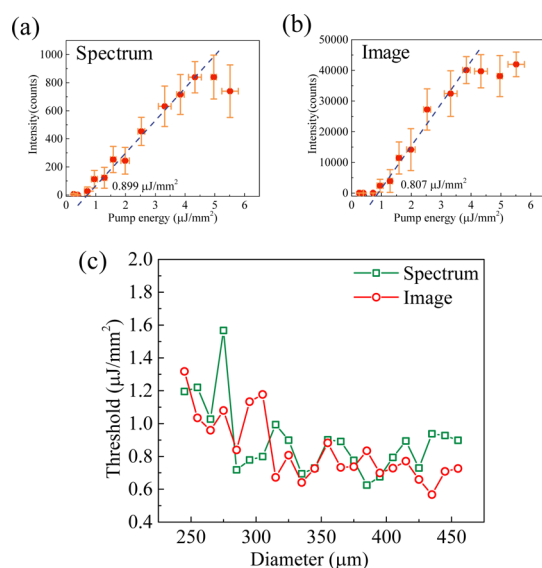 (a)
Spectrum
Intensity(counts)
1000
800
600
400
200
0
0.899 μJ/mm²
0 1 2 3 4 5 6
Pump energy(μJ/mm²)
(b)
Image
Intensity(counts)
50000
40000
30000
20000
10000
0
0.807 μJ/mm²
0 1 2 3 4 5 6
Pump energy (μJ/mm²)
(c)
Spectrum
Image
Threshold (μJ/mm²)
2.0
1.8
1.6
1.4
1.2
1.0
0.8
0.6
0.4
250 300 350 400 450
Diameter (μm)